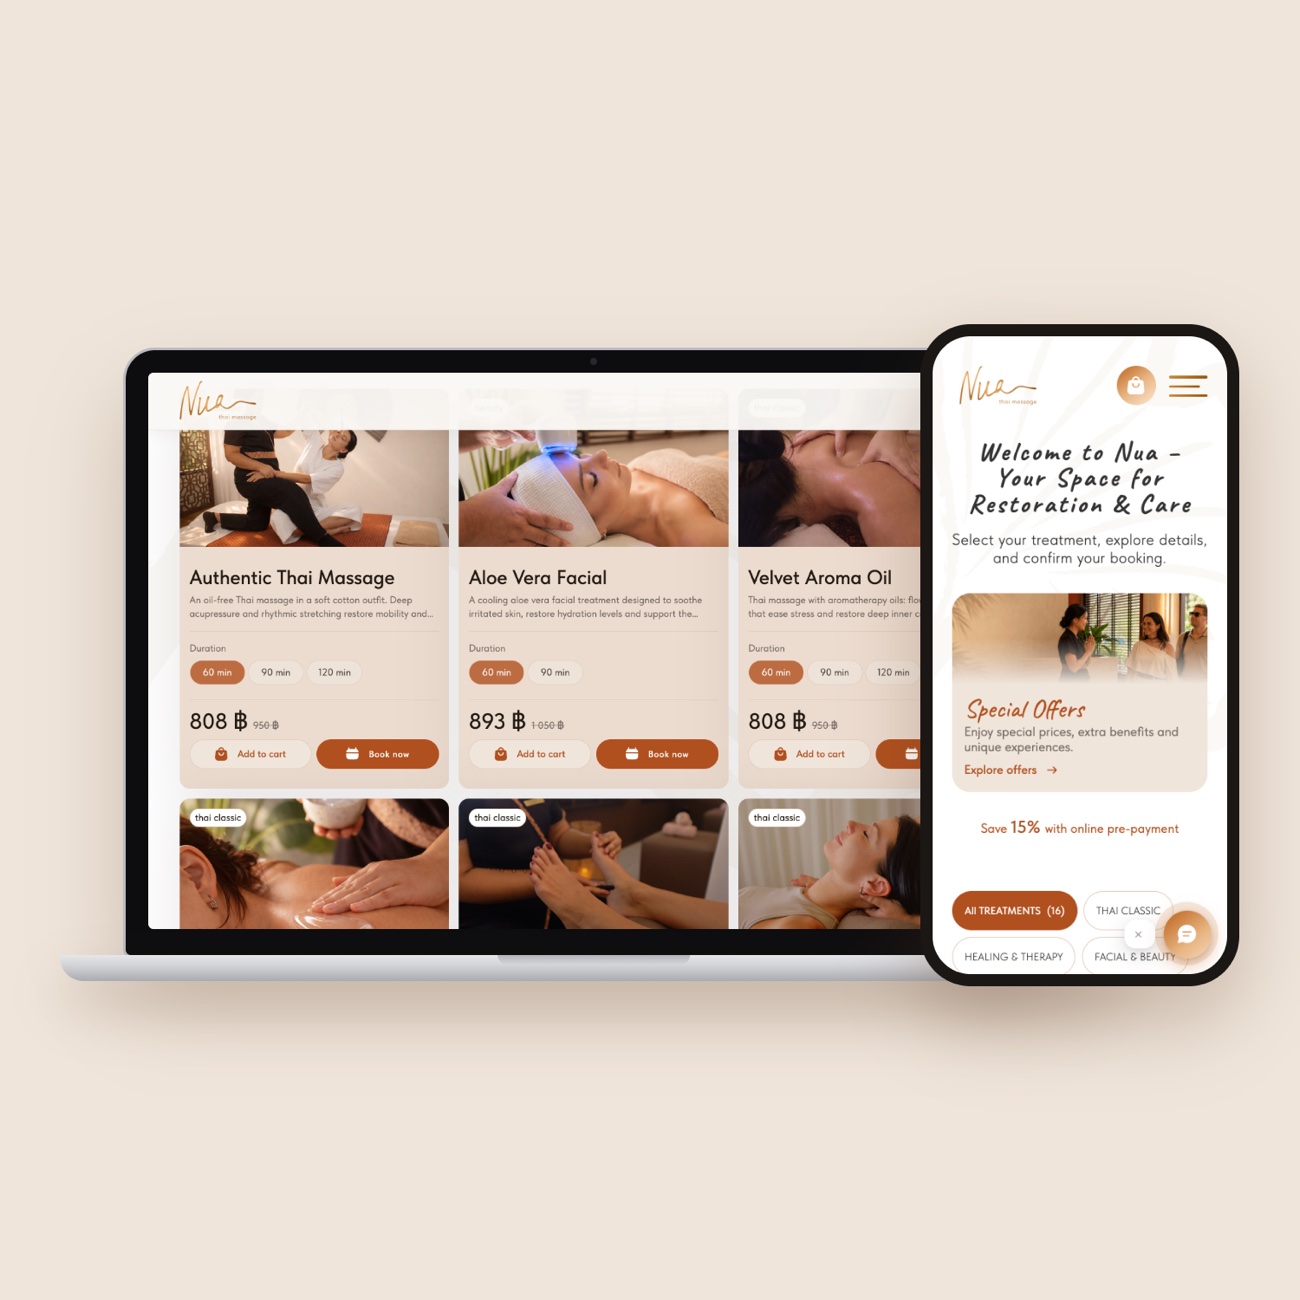 Nua
thai massage
Authentic Thai Massage
An oil-free Thai massage in a soft cotton outfit. Deep
acupressure and rhythmic stretching restore mobility and...
Duration
60 min
90 min
120 min
808 ฿ 950 ฿
Add to cart
Book now
Aloe Vera Facial
A cooling aloe vera facial treatment designed to soothe
irritated skin, restore hydration levels and support the...
Duration
60 min
90 min
893 ฿ 1 050 ฿
Add to cart
Book now
Velvet Aroma Oil
Thai massage with aromatherapy oils:
that ease stress and restore deep inner
Duration
60 min
90 min
120 min
808 ฿ 950 ฿
Add to cart
thai classic
thai classic
thai classic
Nua
thai massage
Welcome to Nua –
Your Space for
Restoration & Care
Select your treatment, explore details,
and confirm your booking.
Special Offers
Enjoy special prices, extra benefits and
unique experiences.
Explore offers →
Save 15% with online pre-payment
All TREATMENTS (16)
THAI CLASSIC
HEALING & THERAPY
FACIAL & BEAUTY